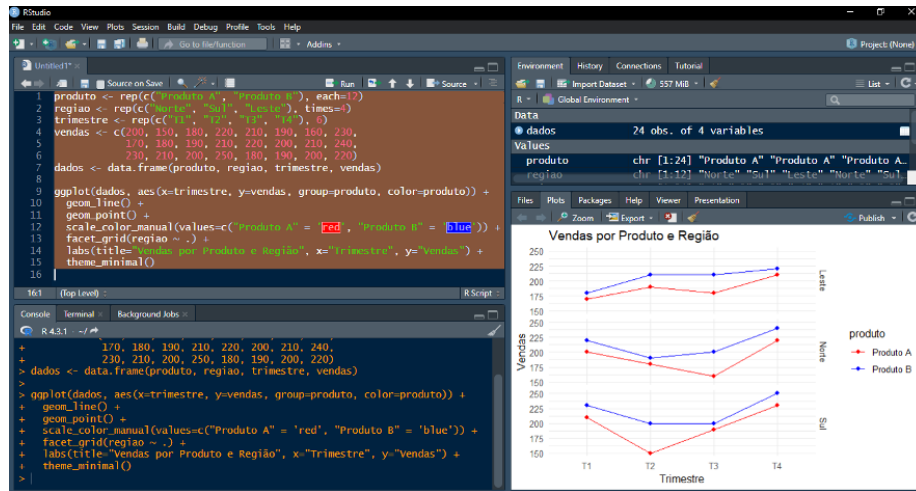 RStudio
File Edit Code View Plots Session Build Debug Profile Tools Help
Go to file/function Addins Project: (None)
Untitled1*
Source on Save Run Source
1 produto <- rep(c("Produto A", "Produto B"), each=12)
2 regiao <- rep(c("Norte", "Sul", "Leste"), times=4)
3 trimestre <- rep(c("T1", "T2", "T3", "T4"), 6)
4 vendas <- c(200, 150, 180, 220, 210, 190, 160, 230,
5 170, 180, 190, 210, 220, 200, 210, 240,
6 230, 210, 200, 250, 180, 190, 200, 220)
7 dados <- data.frame(produto, regiao, trimestre, vendas)
8
9 ggplot(dados, aes(x=trimestre, y=vendas, group=produto, color=produto)) +
10 geom_line() +
11 geom_point() +
12 scale_color_manual(values=c("Produto A" = 'red', "Produto B" = 'blue')) +
13 facet_grid(regiao ~ .) +
14 labs(title="Vendas por Produto e Região", x="Trimestre", y="Vendas") +
15 theme_minimal()
16
16:1 (Top Level) R Script
Console Terminal Background Jobs
R 4.3.1 · ~/
+ 170, 180, 190, 210, 220, 200, 210, 240,
+ 230, 210, 200, 250, 180, 190, 200, 220)
> dados <- data.frame(produto, regiao, trimestre, vendas)
>
> ggplot(dados, aes(x=trimestre, y=vendas, group=produto, color=produto)) +
+ geom_line() +
+ geom_point() +
+ scale_color_manual(values=c("Produto A" = 'red', "Produto B" = 'blue')) +
+ facet_grid(regiao ~ .) +
+ labs(title="Vendas por Produto e Região", x="Trimestre", y="Vendas") +
+ theme_minimal()
>
Environment History Connections Tutorial
Import Dataset 557 MiB List
R Global Environment
Data
dados 24 obs. of 4 variables
Values
produto chr [1:24] "Produto A" "Produto A" "Produto A…
regiao chr [1:12] "Norte" "Sul" "Leste" "Norte" "Sul…
Files Plots Packages Help Viewer Presentation
Zoom Export Publish
Vendas por Produto e Região
250
225
200
175
150
Leste
250
225
200
175
150
Norte
250
225
200
175
150
Sul
Vendas
T1 T2 T3 T4
Trimestre
produto
Produto A
Produto B